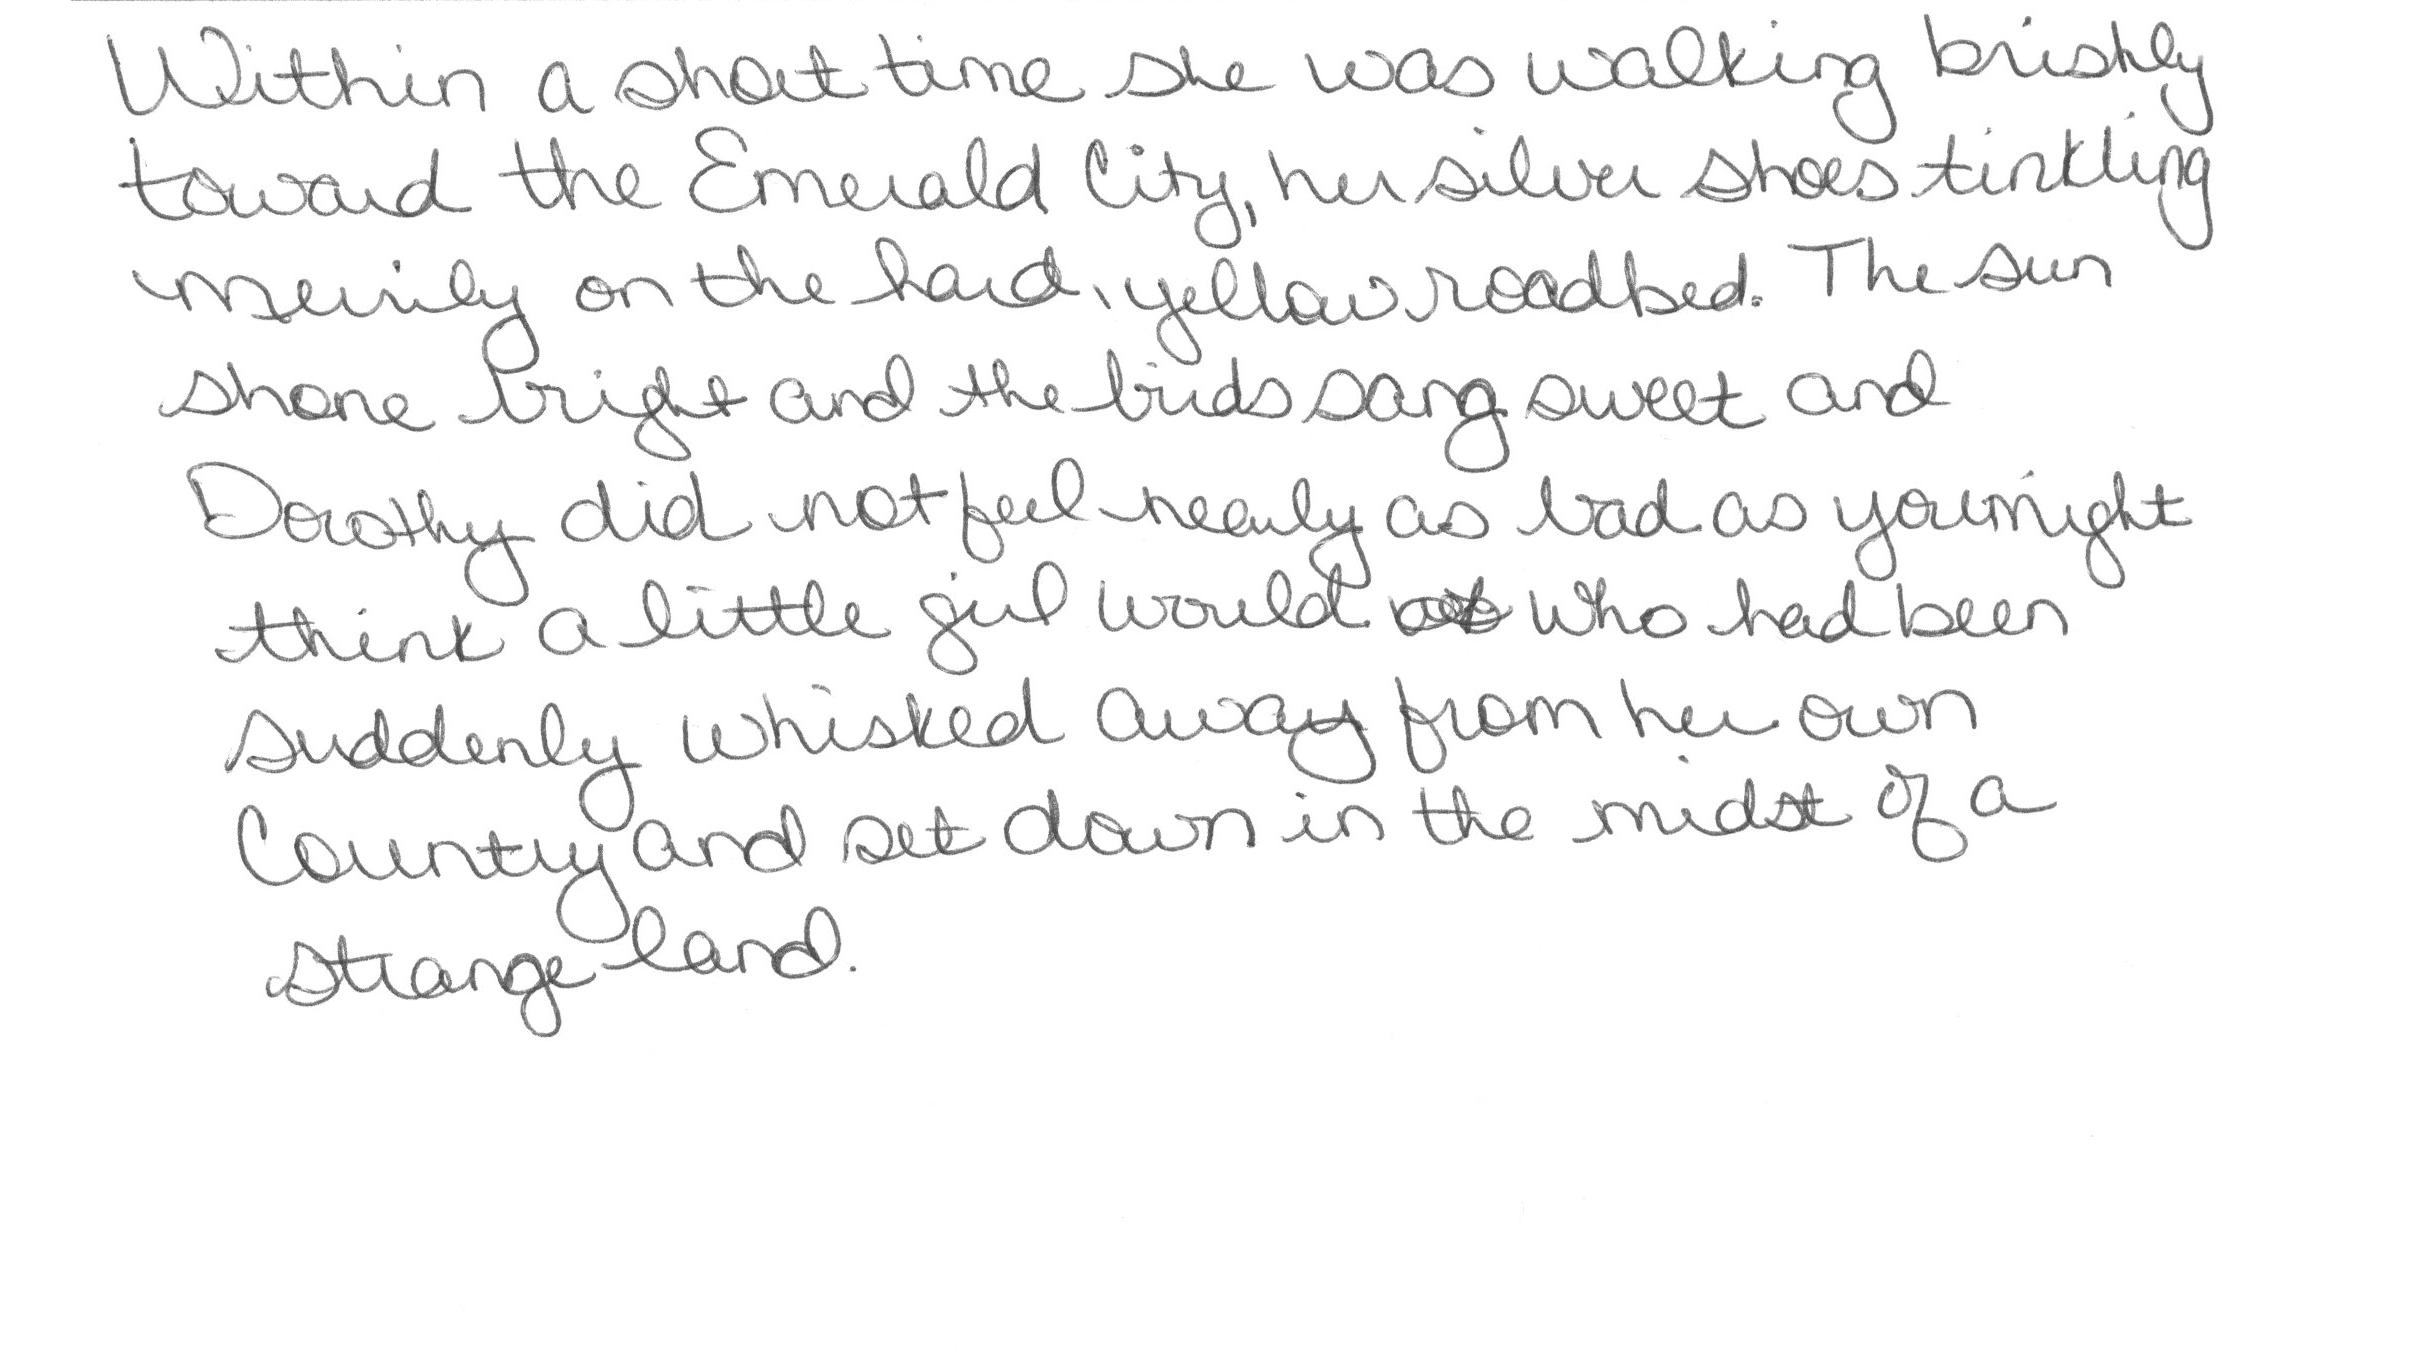 Within a short time she was walking briskly
toward the Emerald City, her silver shoes tinkling
merrily on the hard, yellow roadbed. The sun
shone bright and the birds sang sweet and
Dorothy did not feel nearly as bad as you might
think a little girl would who had been
suddenly whisked away from her own
Country and set down in the midst of a
strange land.